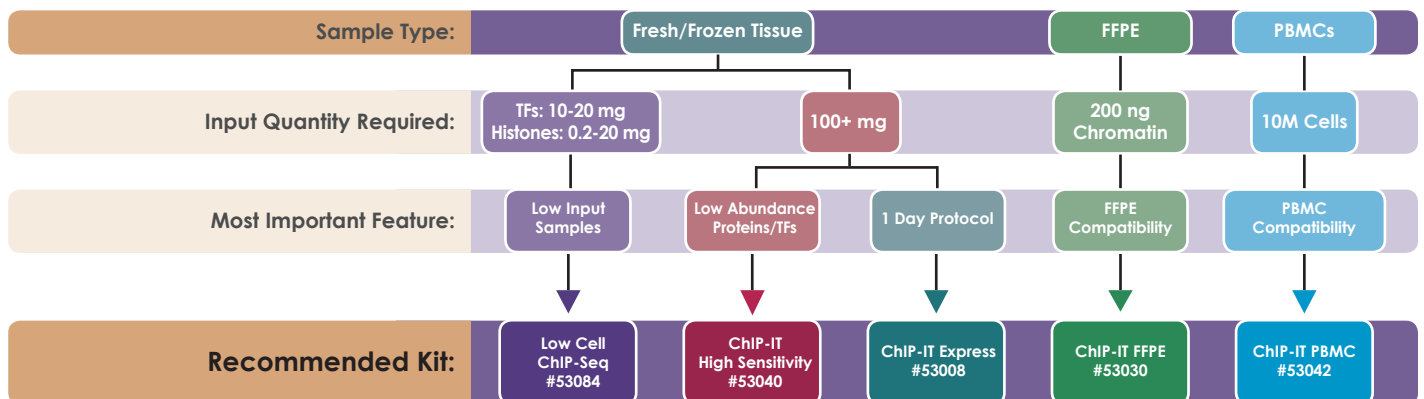 Sample Type:
Fresh/Frozen Tissue
FFPE
PBMCs
Input Quantity Required:
TFs: 10-20 mg
Histones: 0.2-20 mg
100+ mg
200 ng
Chromatin
10M Cells
Most Important Feature:
Low Input
Samples
Low Abundance
Proteins/TFs
1 Day Protocol
FFPE
Compatibility
PBMC
Compatibility
Recommended Kit:
Low Cell
ChIP-Seq
#53084
ChIP-IT
High Sensitivity
#53040
ChIP-IT Express
#53008
ChIP-IT FFPE
#53030
ChIP-IT PBMC
#53042